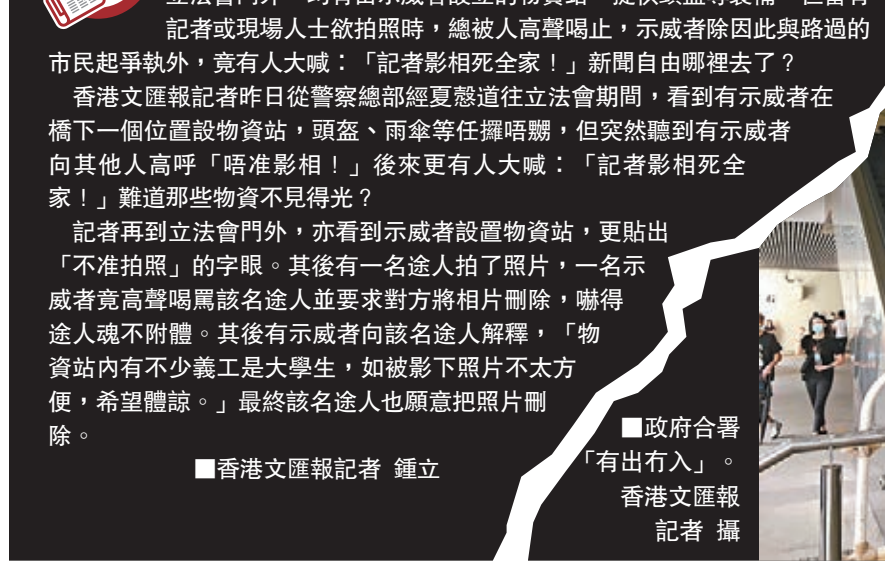 記者或現場人士欲拍照時，總被人高聲喝止，示威者除因此與路過的
市民起爭執外，竟有人大喊：「記者影相死全家！」新聞自由哪裡去了？
香港文匯報記者昨日從警察總部經夏慤道往立法會期間，看到有示威者在
橋下一個位置設物資站，頭盔、雨傘等任攞唔嬲，但突然聽到有示威者
向其他人高呼「唔准影相！」後來更有人大喊：「記者影相死全
家！」難道那些物資不見得光？
記者再到立法會門外，亦看到示威者設置物資站，更貼出
「不准拍照」的字眼。其後有一名途人拍了照片，一名示
威者竟高聲喝罵該名途人並要求對方將相片刪除，嚇得
途人魂不附體。其後有示威者向該名途人解釋，「物
資站內有不少義工是大學生，如被影下照片不太方
便，希望體諒。」最終該名途人也願意把照片刪
除。
■香港文匯報記者 鍾立
■政府合署
「有出冇入」。
香港文匯報
記者 攝